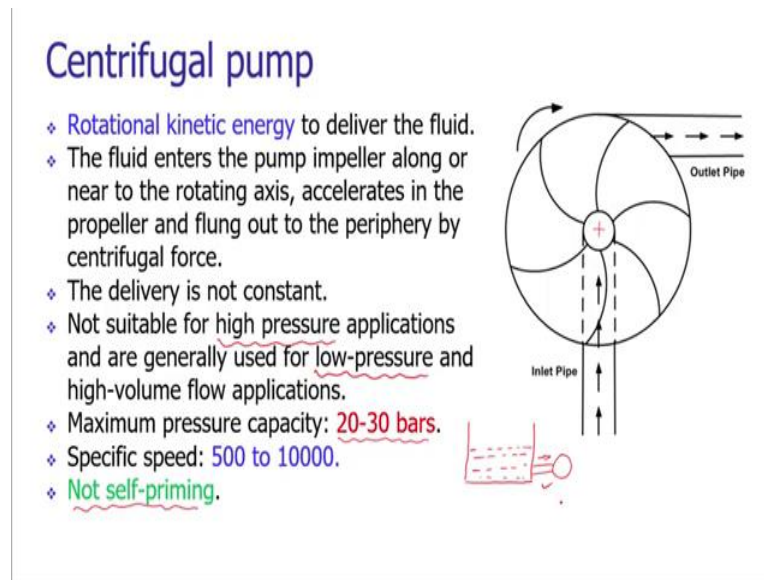 Centrifugal pump
❖ Rotational kinetic energy to deliver the fluid.
❖ The fluid enters the pump impeller along or
near to the rotating axis, accelerates in the
propeller and flung out to the periphery by
centrifugal force.
❖ The delivery is not constant.
❖ Not suitable for high pressure applications
and are generally used for low-pressure and
high-volume flow applications.
❖ Maximum pressure capacity: 20-30 bars.
❖ Specific speed: 500 to 10000.
❖ Not self-priming.
Outlet Pipe
Inlet Pipe